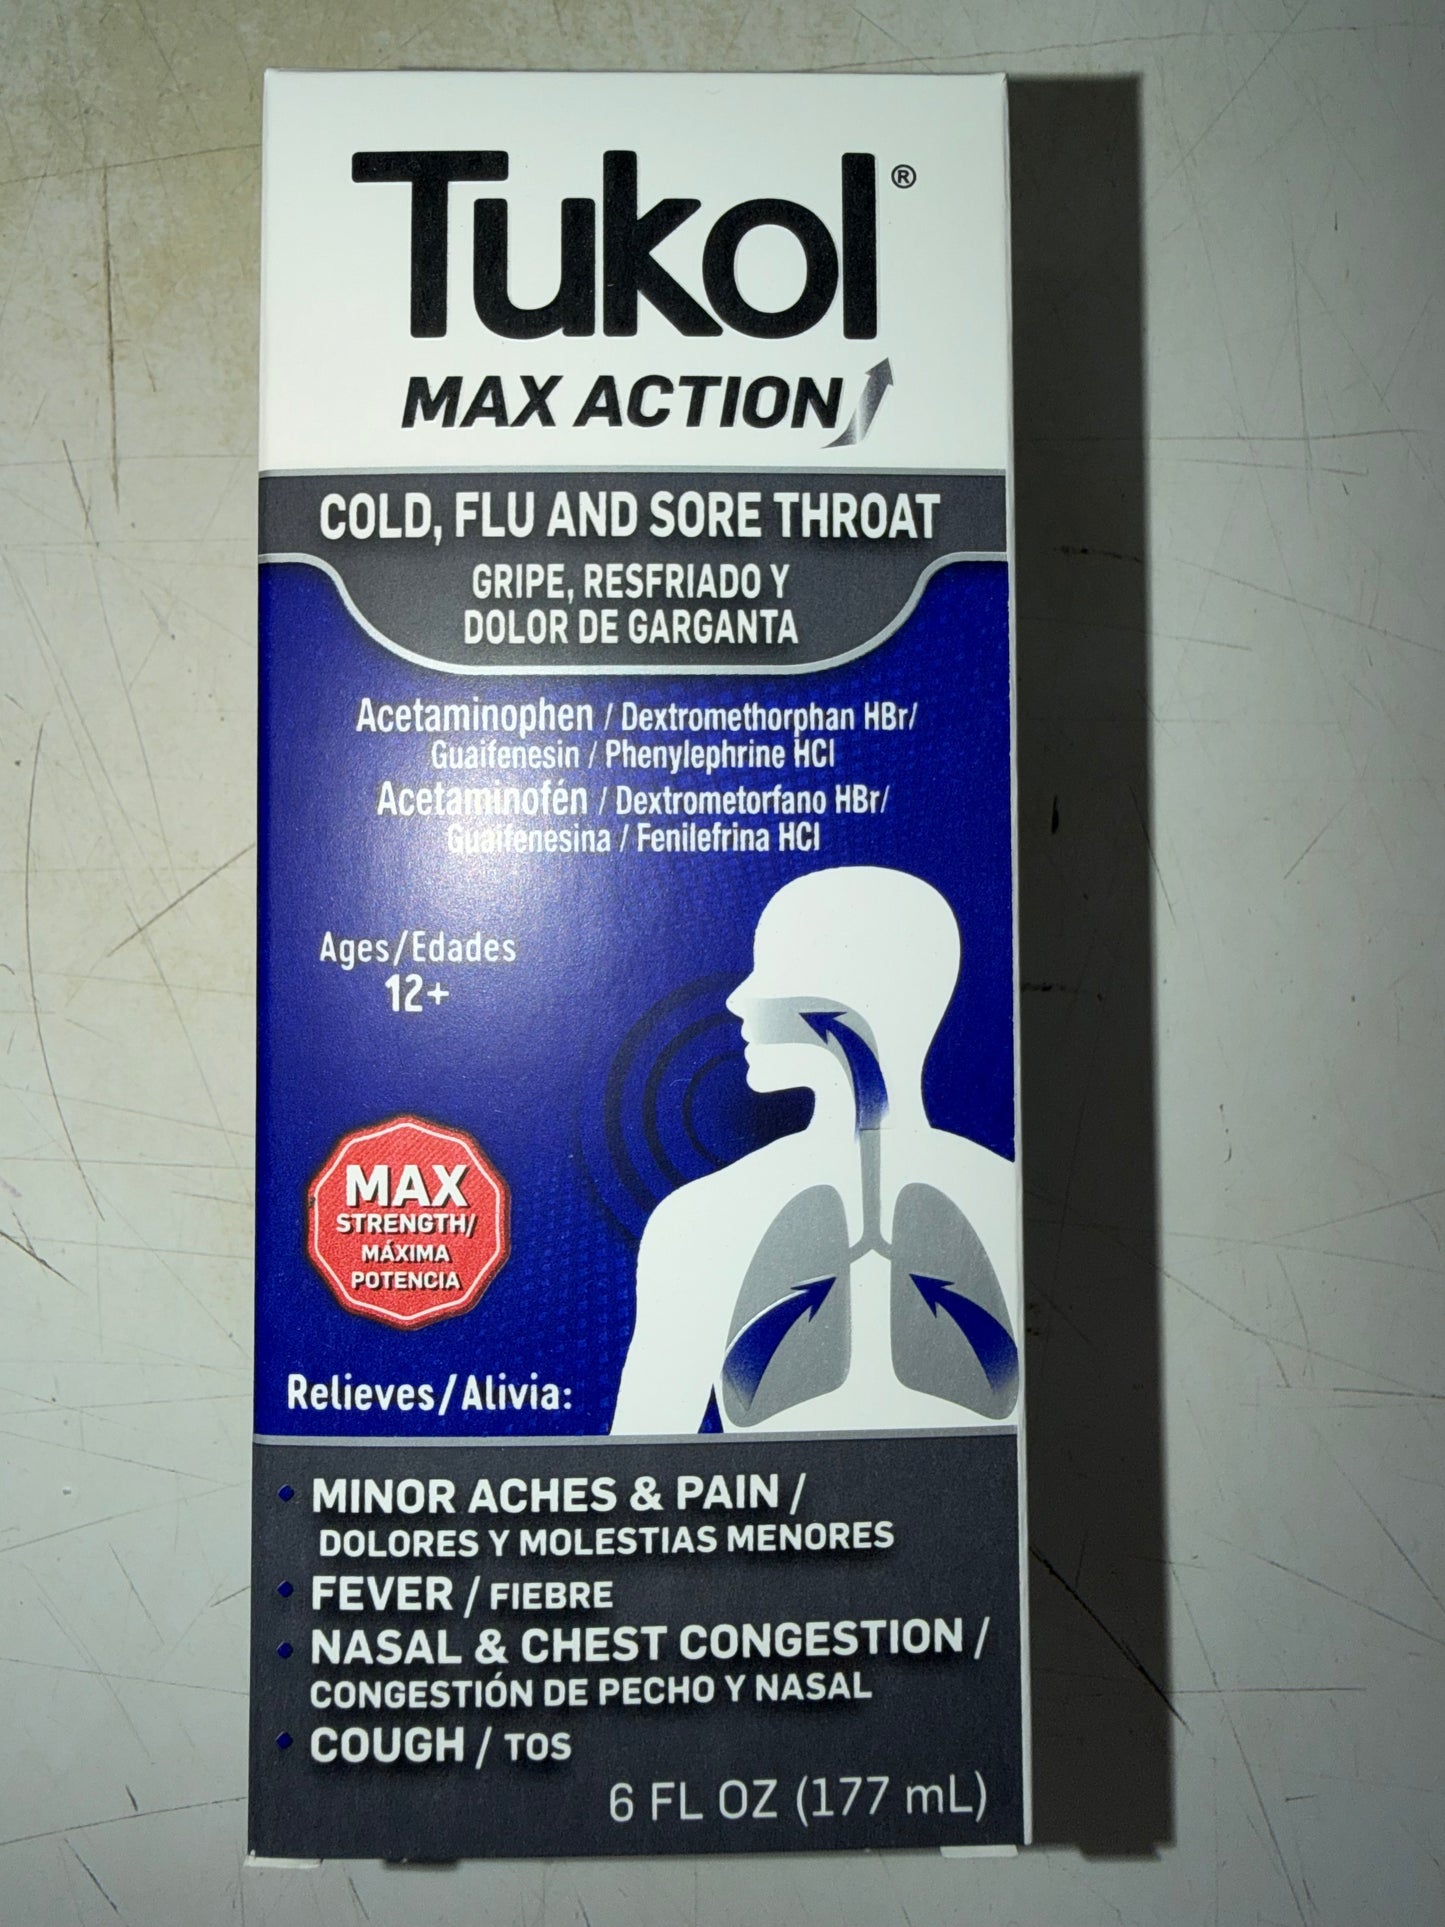 Tukol®
MAX ACTION
COLD, FLU AND SORE THROAT
GRIPE, RESFRIADO Y
DOLOR DE GARGANTA
Acetaminophen / Dextromethorphan HBr/
Guaifenesin / Phenylephrine HCl
Acetaminofén / Dextrometorfano HBr/
Guaifenesina / Fenilefrina HCl
Ages/Edades
12+
MAX
STRENGTH/
MÁXIMA
POTENCIA
Relieves/Alivia:
• MINOR ACHES & PAIN /
DOLORES Y MOLESTIAS MENORES
• FEVER / FIEBRE
• NASAL & CHEST CONGESTION /
CONGESTIÓN DE PECHO Y NASAL
• COUGH / TOS
6 FL OZ (177 mL)